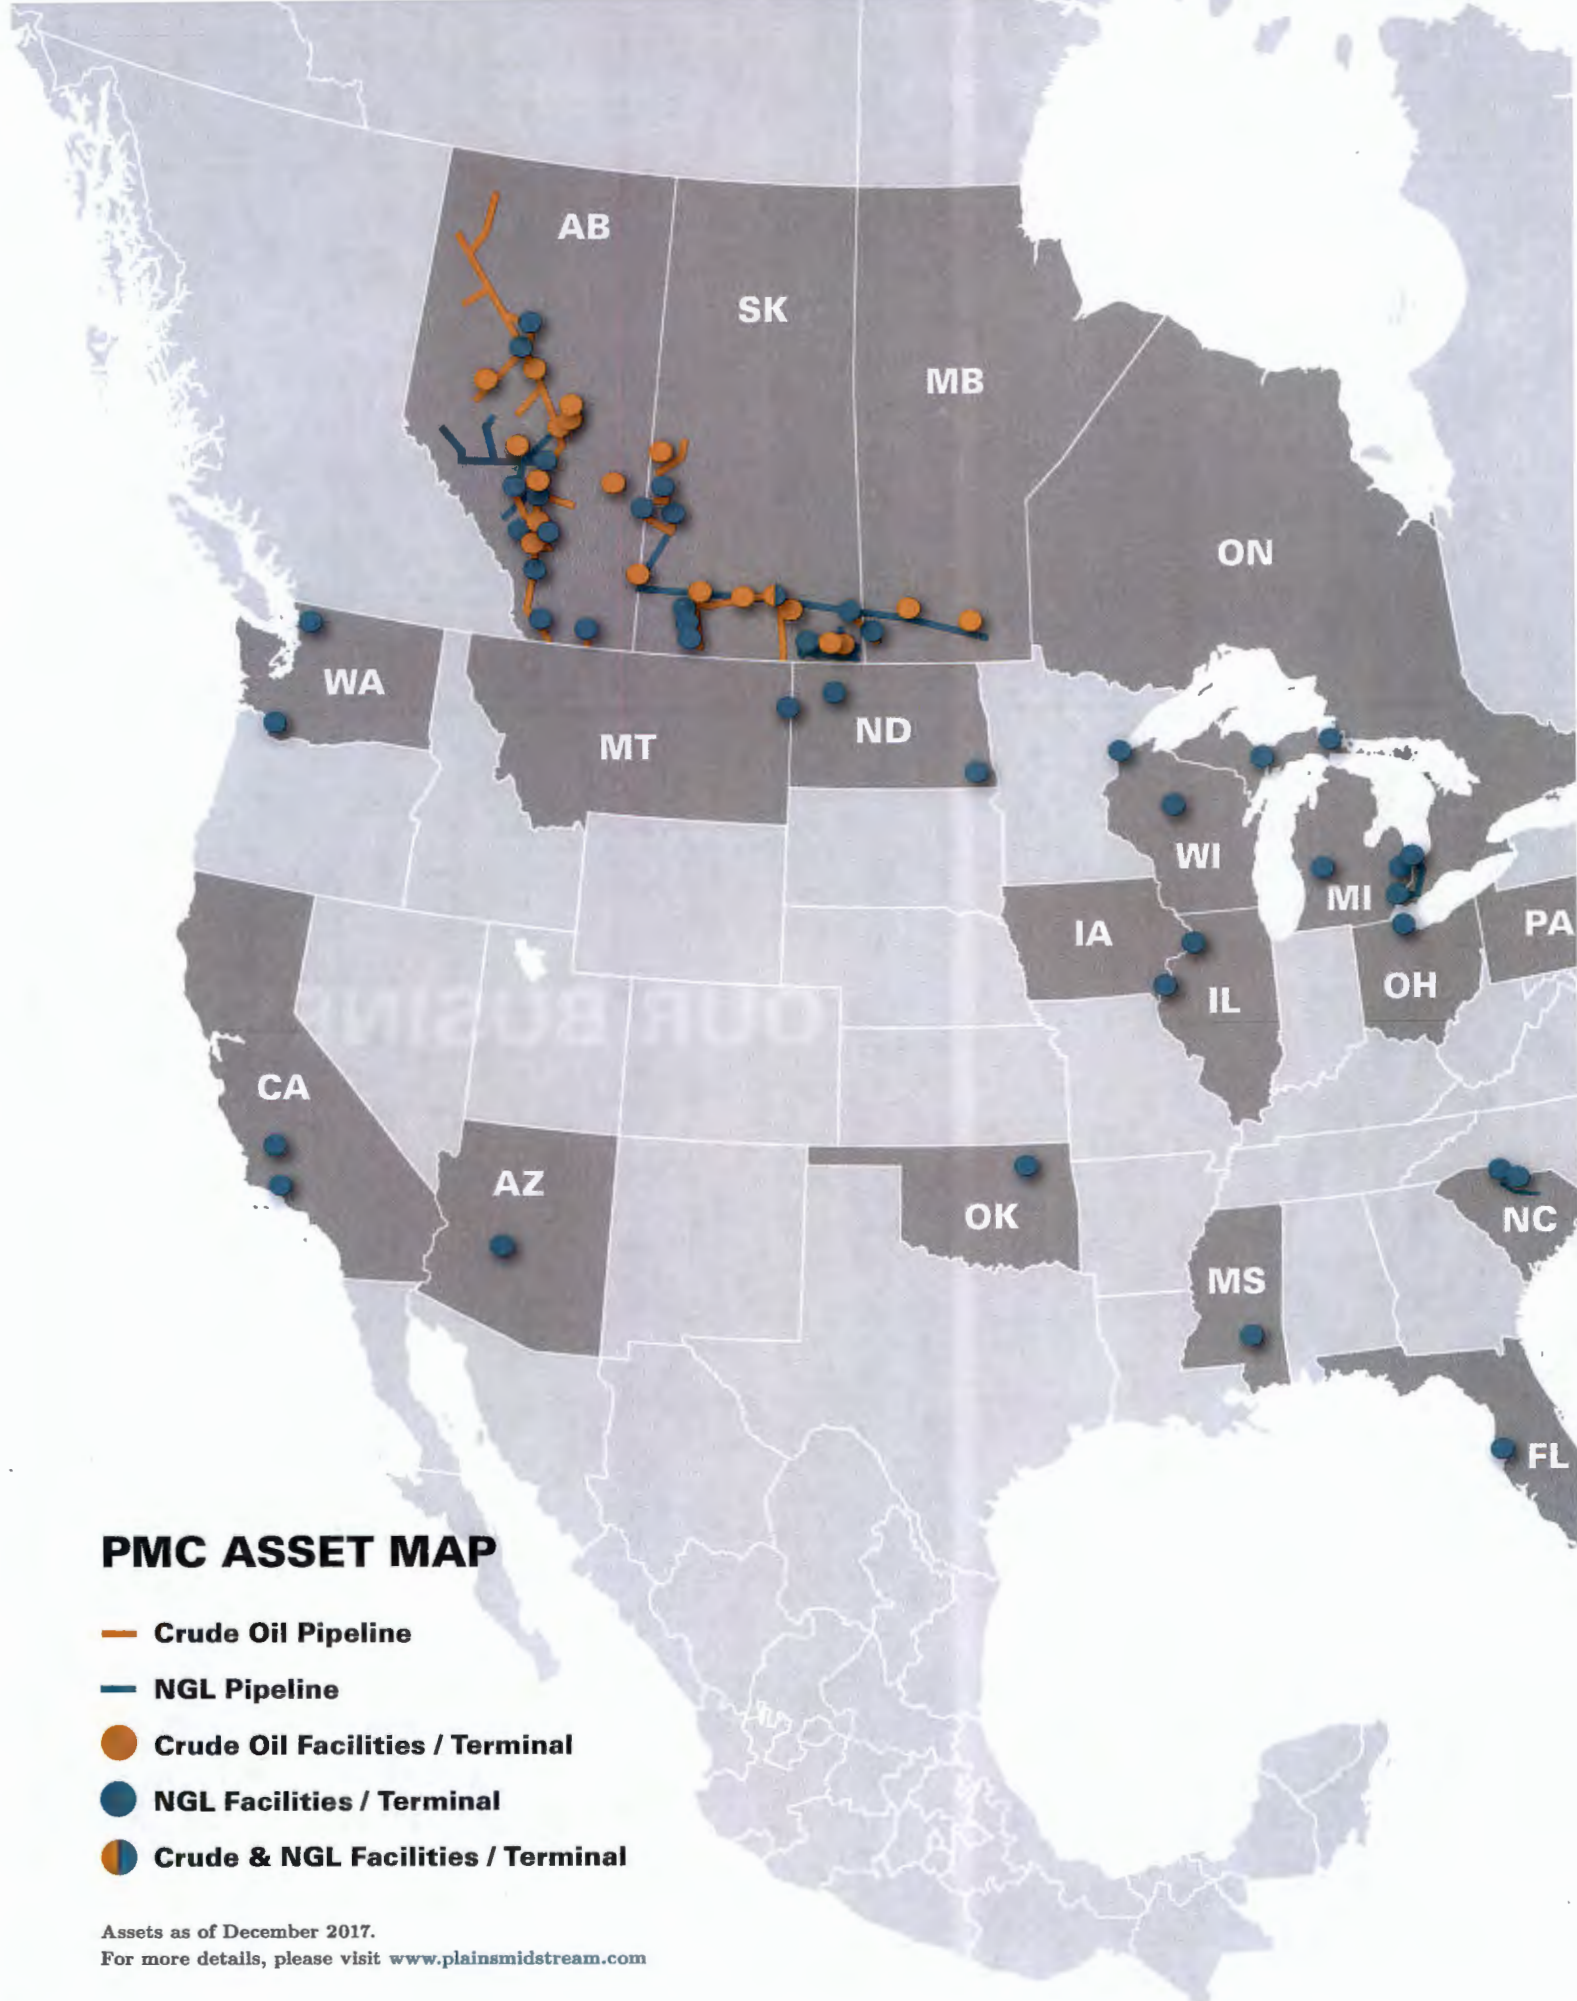 AB
SK
MB
ON
WA
MT
ND
WI
MI
IA
IL
OH
PA
OUR BUSIN
CA
AZ
OK
NC
MS
FL
PMC ASSET MAP
Crude Oil Pipeline
NGL Pipeline
Crude Oil Facilities / Terminal
NGL Facilities / Terminal
Crude & NGL Facilities / Terminal
Assets as of December 2017.
For more details, please visit www.plainsmidstream.com